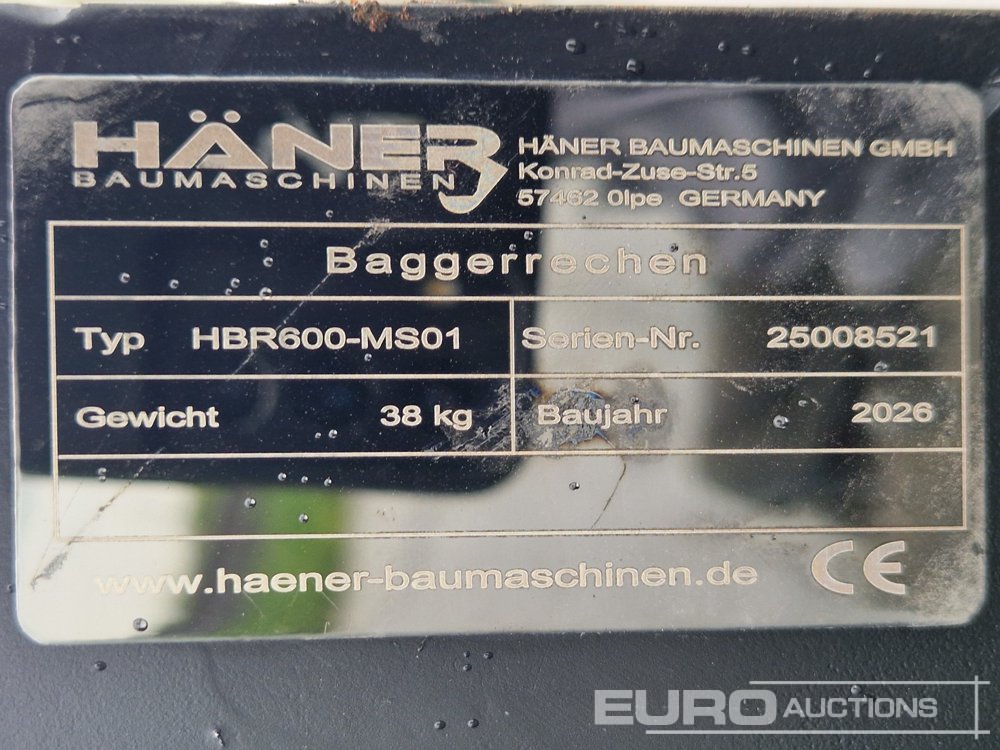 HÄNER
BAUMASCHINEN
HÄNER BAUMASCHINEN GMBH
Konrad-Zuse-Str.5
57462 Olpe GERMANY
Baggerrechen
Typ HBR600-MS01 Serien-Nr. 25008521
Gewicht 38 kg Baujahr 2026
www.haener-baumaschinen.de CE
EURO AUCTIONS